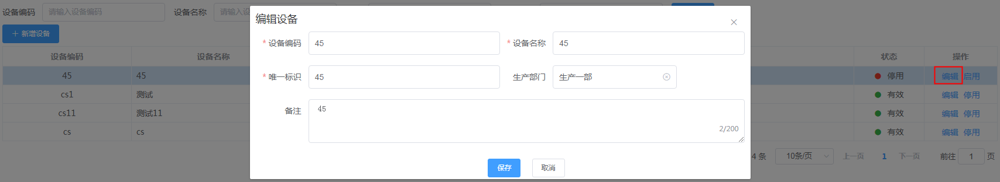 设备编码 请输入设备编码 设备名称 请输入设
+ 新增设备
编辑设备
* 设备编码 45 * 设备名称 45
* 唯一标识 45 生产部门 生产一部
备注 45
2/200
保存 取消
设备编码 设备名称 状态 操作
45 45 停用 编辑 启用
cs1 测试 有效 编辑 停用
cs11 测试11 有效 编辑 停用
cs cs 有效 编辑 停用
4 条 10条/页 上一页 1 下一页 前往 1 页